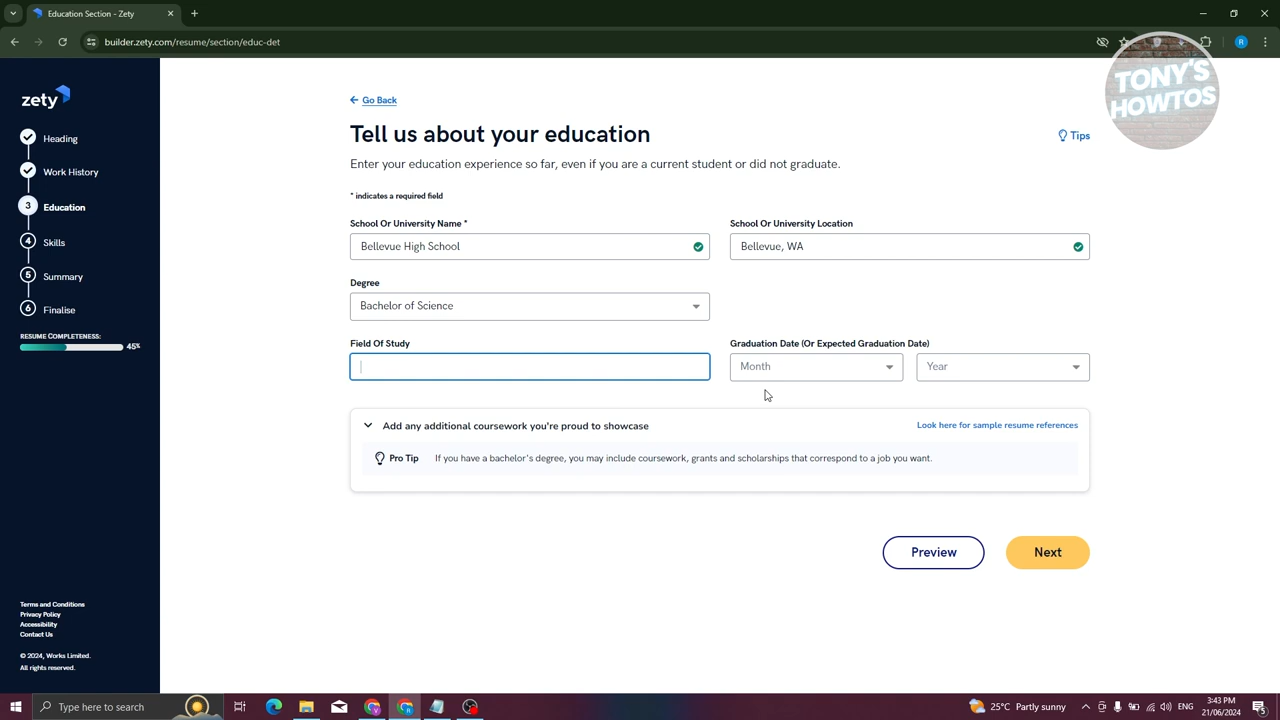 Education Section - Zety
builder.zety.com/resume/section/educ-det
R
TONY'S
HOWTOS
zety
Heading
Work History
3 Education
4 Skills
5 Summary
6 Finalise
RESUME COMPLETENESS:
45%
Terms and Conditions
Privacy Policy
Accessibility
Contact Us
© 2024, Works Limited.
All rights reserved.
Go Back
Tell us about your education
Tips
Enter your education experience so far, even if you are a current student or did not graduate.
* indicates a required field
School Or University Name *
School Or University Location
Bellevue High School
Bellevue, WA
Degree
Bachelor of Science
Field Of Study
Graduation Date (Or Expected Graduation Date)
Month
Year
Add any additional coursework you're proud to showcase
Look here for sample resume references
Pro Tip If you have a bachelor's degree, you may include coursework, grants and scholarships that correspond to a job you want.
Preview
Next
Type here to search
25°C Partly sunny
ENG
3:43 PM
21/06/2024